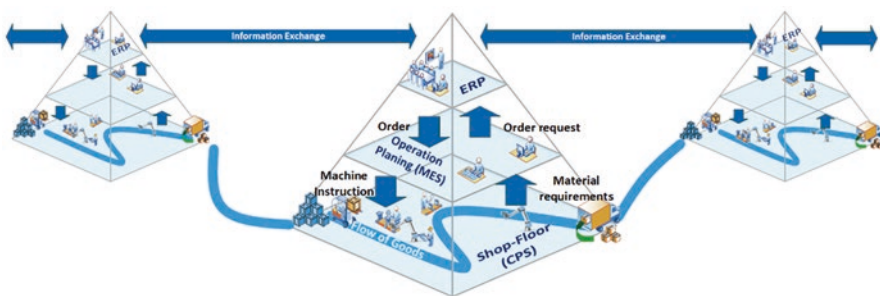 Information Exchange
Information Exchange
ERP
ERP
ERP
Order
Order request
Operation
Planing (MES)
Machine
Instruction
Material
requirements
Flow of Goods
Shop-Floor
(CPS)